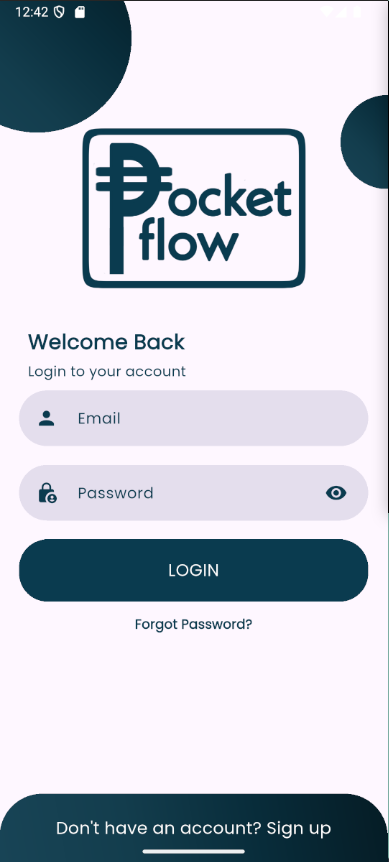 12:42
Pocket
flow
Welcome Back
Login to your account
Email
Password
LOGIN
Forgot Password?
Don't have an account? Sign up